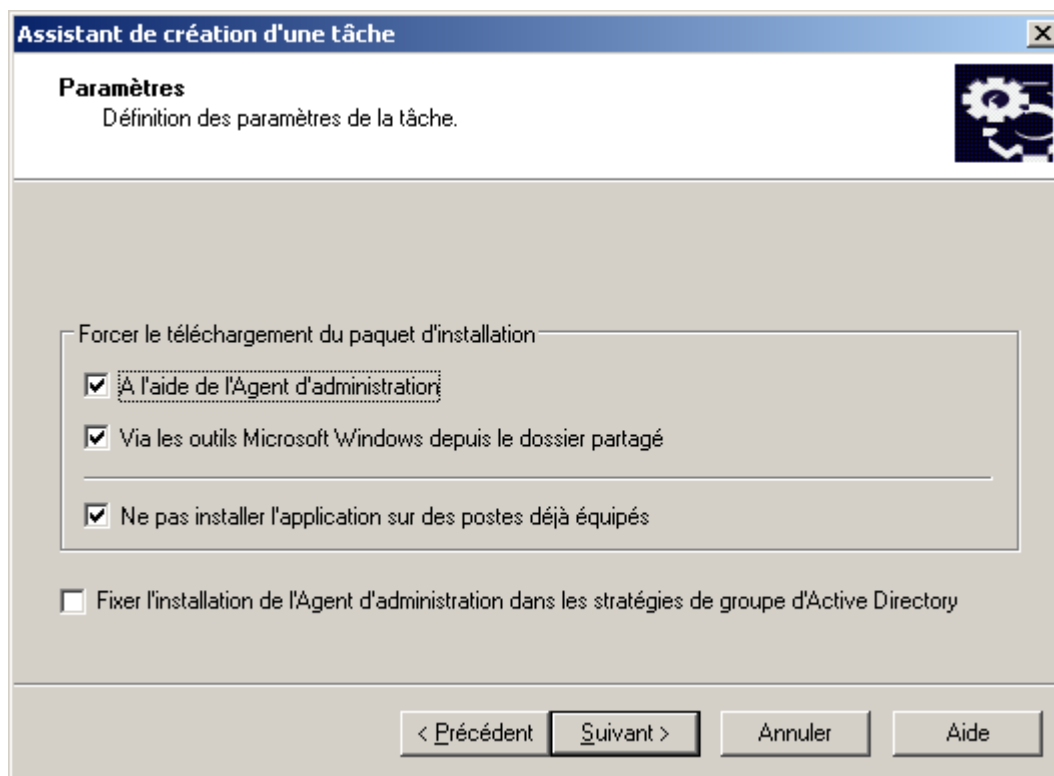 Assistant de création d'une tâche
Paramètres
Définition des paramètres de la tâche.
Forcer le téléchargement du paquet d'installation
A l'aide de l'Agent d'administration
Via les outils Microsoft Windows depuis le dossier partagé
Ne pas installer l'application sur des postes déjà équipés
Fixer l'installation de l'Agent d'administration dans les stratégies de groupe d'Active Directory
< Précédent Suivant > Annuler Aide